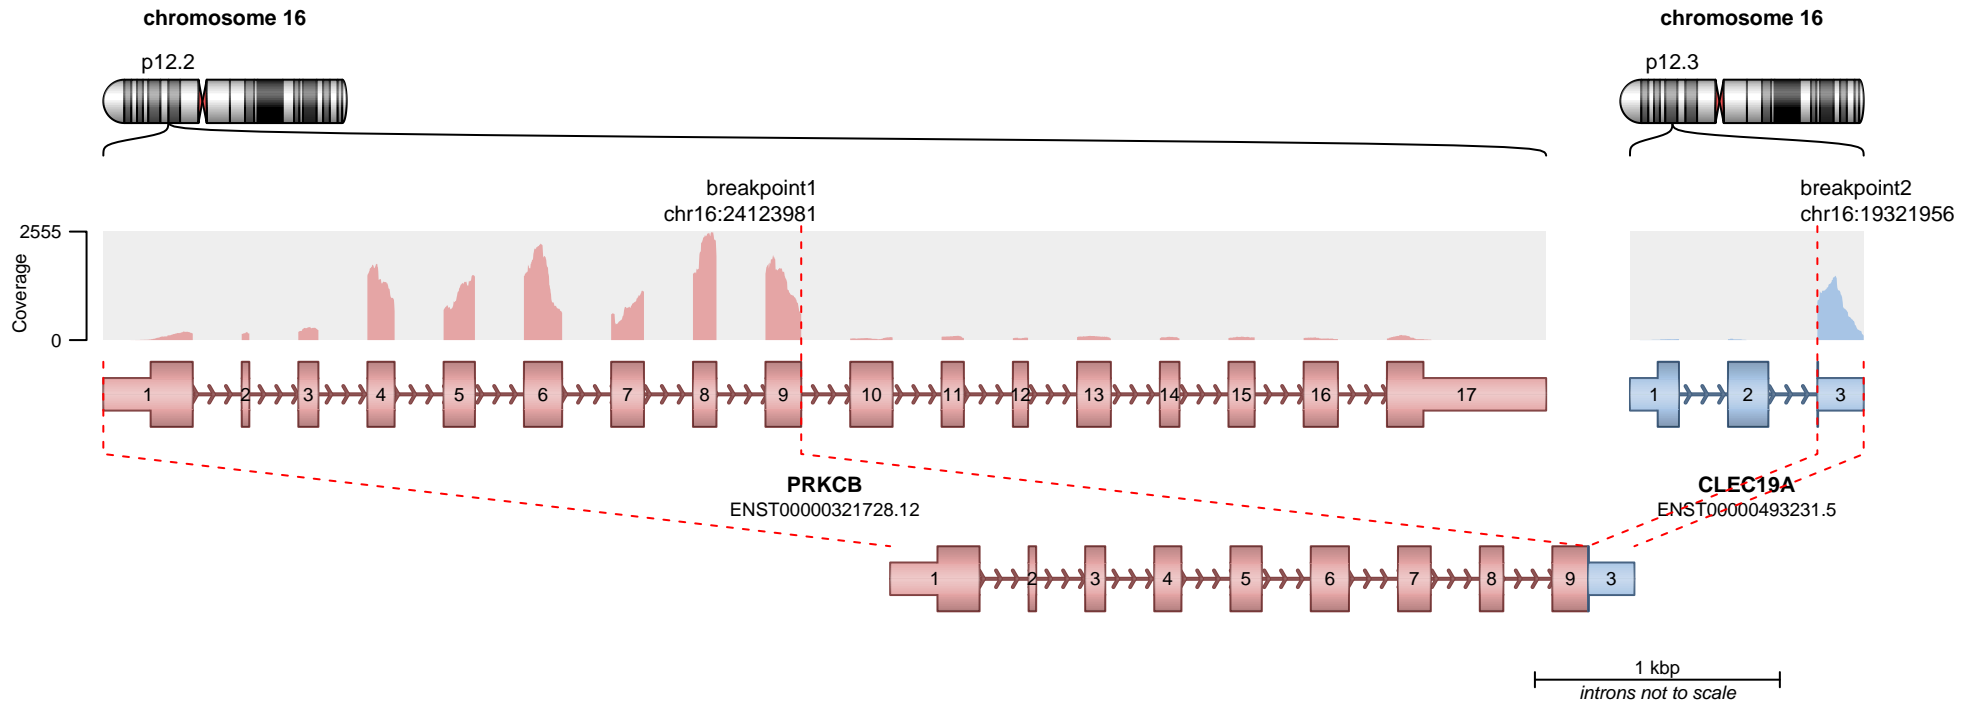 chromosome 16
chromosome 16
p12.2
p12.3
breakpoint1
chr16:24123981
breakpoint2
chr16:19321956
2555
Coverage
0
1 2 3 4 5 6 7 8 9 10 11 12 13 14 15 16 17
1 2 3
PRKCB
ENST00000321728.12
CLEC19A
ENST00000493231.5
1 2 3 4 5 6 7 8 9 3
1 kbp
introns not to scale